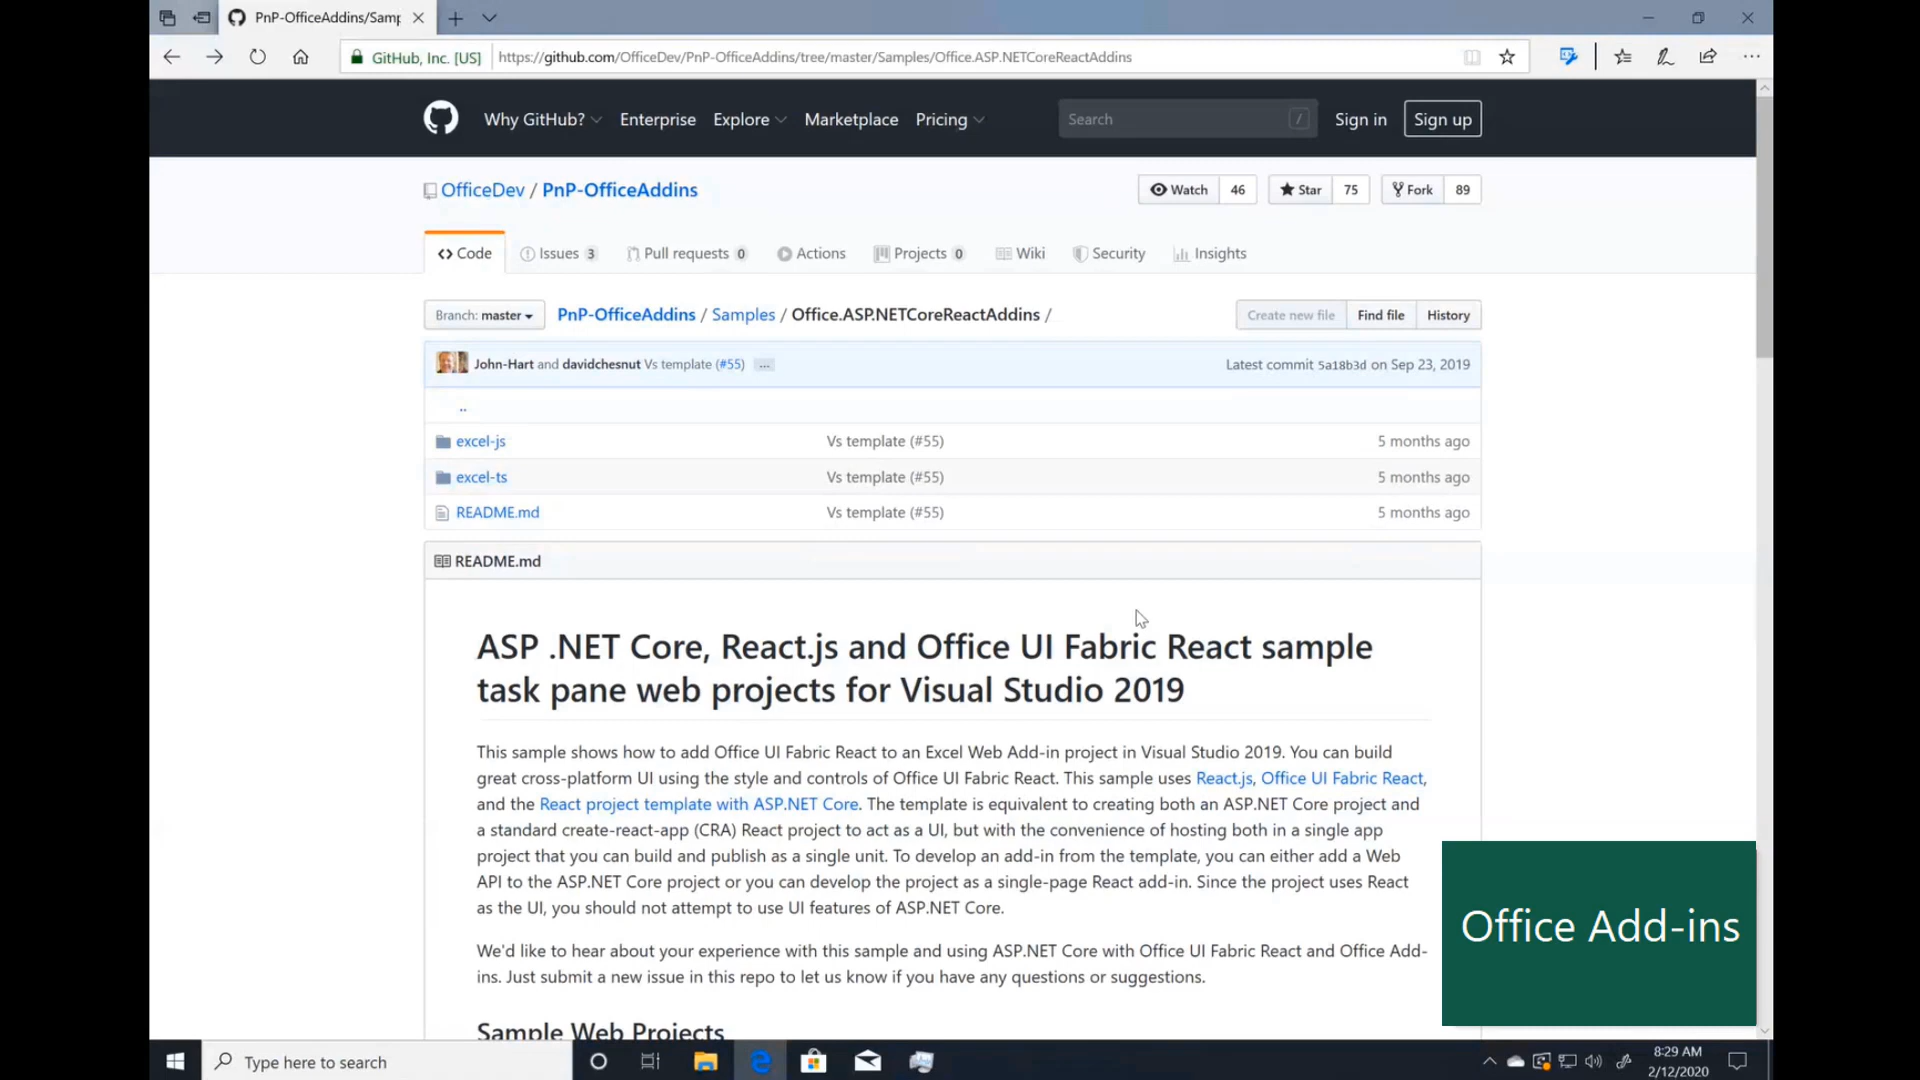 PnP-OfficeAddins/Samp
GitHub, Inc. [US]
https://github.com/OfficeDev/PnP-OfficeAddins/tree/master/Samples/Office.ASP.NETCoreReactAddins
Why GitHub? Enterprise Explore Marketplace Pricing
Search /
Sign in Sign up
OfficeDev / PnP-OfficeAddins
Watch 46 Star 75 Fork 89
Code Issues 3 Pull requests 0 Actions Projects 0 Wiki Security Insights
Branch: master PnP-OfficeAddins / Samples / Office.ASP.NETCoreReactAddins /
Create new file Find file History
John-Hart and davidchesnut Vs template (#55) ...
Latest commit 5a18b3d on Sep 23, 2019
..
excel-js Vs template (#55) 5 months ago
excel-ts Vs template (#55) 5 months ago
README.md Vs template (#55) 5 months ago
README.md
ASP .NET Core, React.js and Office UI Fabric React sample
task pane web projects for Visual Studio 2019
This sample shows how to add Office UI Fabric React to an Excel Web Add-in project in Visual Studio 2019. You can build
great cross-platform UI using the style and controls of Office UI Fabric React. This sample uses React.js, Office UI Fabric React,
and the React project template with ASP.NET Core. The template is equivalent to creating both an ASP.NET Core project and
a standard create-react-app (CRA) React project to act as a UI, but with the convenience of hosting both in a single app
project that you can build and publish as a single unit. To develop an add-in from the template, you can either add a Web
API to the ASP.NET Core project or you can develop the project as a single-page React add-in. Since the project uses React
as the UI, you should not attempt to use UI features of ASP.NET Core.
We'd like to hear about your experience with this sample and using ASP.NET Core with Office UI Fabric React and Office Add-
ins. Just submit a new issue in this repo to let us know if you have any questions or suggestions.
Sample Web Projects
Office Add-ins
Type here to search
8:29 AM
2/12/2020